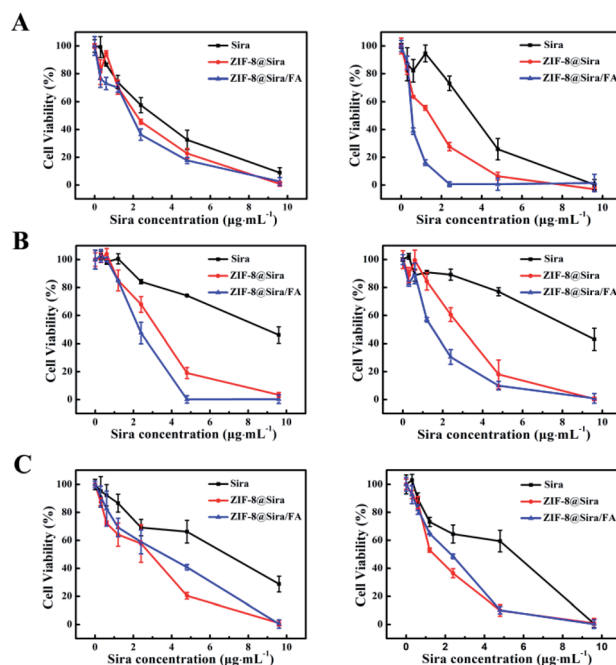 A
Cell Viability (%)
100
80
60
40
20
0
0 2 4 6 8 10
Sira concentration (μg·mL⁻¹)
Sira
ZIF-8@Sira
ZIF-8@Sira/FA
Cell Viability (%)
100
80
60
40
20
0
0 2 4 6 8 10
Sira concentration (μg·mL⁻¹)
Sira
ZIF-8@Sira
ZIF-8@Sira/FA
B
Cell Viability (%)
100
80
60
40
20
0
0 2 4 6 8 10
Sira concentration (μg·mL⁻¹)
Sira
ZIF-8@Sira
ZIF-8@Sira/FA
Cell Viability (%)
100
80
60
40
20
0
0 2 4 6 8 10
Sira concentration (μg·mL⁻¹)
Sira
ZIF-8@Sira
ZIF-8@Sira/FA
C
Cell Viability (%)
100
80
60
40
20
0
0 2 4 6 8 10
Sira concentration (μg·mL⁻¹)
Sira
ZIF-8@Sira
ZIF-8@Sira/FA
Cell Viability (%)
100
80
60
40
20
0
0 2 4 6 8 10
Sira concentration (μg·mL⁻¹)
Sira
ZIF-8@Sira
ZIF-8@Sira/FA